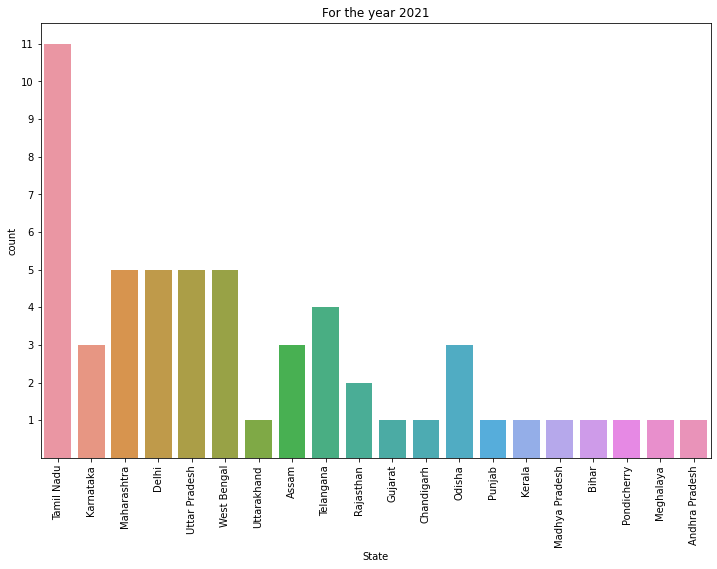 For the year 2021
count
11
10
9
8
7
6
5
4
3
2
1
Tamil Nadu
Karnataka
Maharashtra
Delhi
Uttar Pradesh
West Bengal
Uttarakhand
Assam
Telangana
Rajasthan
Gujarat
Chandigarh
Odisha
Punjab
Kerala
Madhya Pradesh
Bihar
Pondicherry
Meghalaya
Andhra Pradesh
State